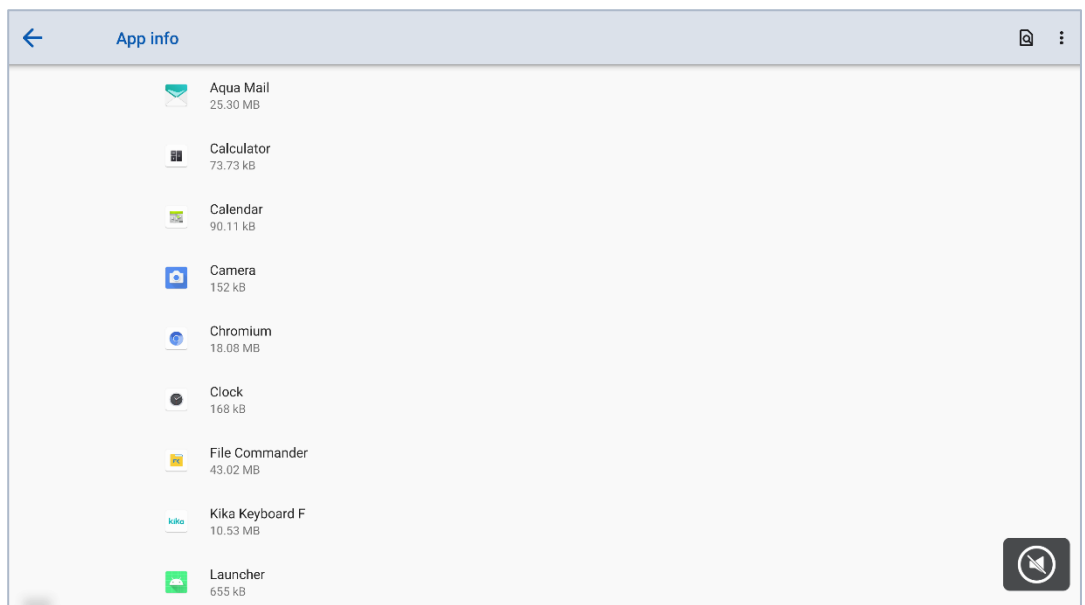 App info
Aqua Mail
25.30 MB
Calculator
73.73 kB
Calendar
90.11 kB
Camera
152 kB
Chromium
18.08 MB
Clock
168 kB
File Commander
43.02 MB
kika
Kika Keyboard F
10.53 MB
Launcher
655 kB